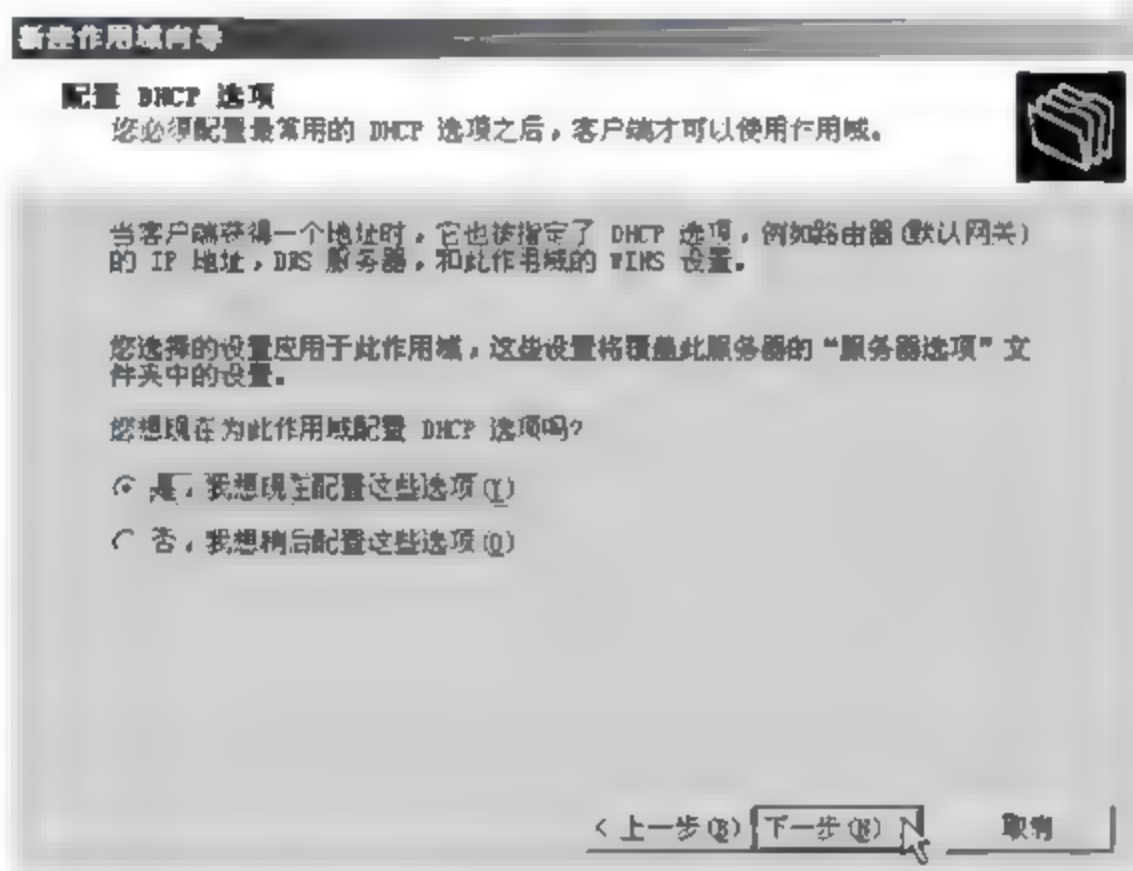 新建作用域向导
配置 DHCP 选项
您必须配置最常用的 DHCP 选项之后，客户端才可以使用作用域。
当客户端获得一个地址时，它也被指定了 DHCP 选项，例如路由器(默认网关)
的 IP 地址，DNS 服务器，和此作用域的 WINS 设置。
您选择的设置应用于此作用域，这些设置将覆盖此服务器的“服务器选项”文
件夹中的设置。
您想现在为此作用域配置 DHCP 选项吗?
是，我想现在配置这些选项(Y)
否，我想稍后配置这些选项(O)
< 上一步(B)
下一步(N) >
取消